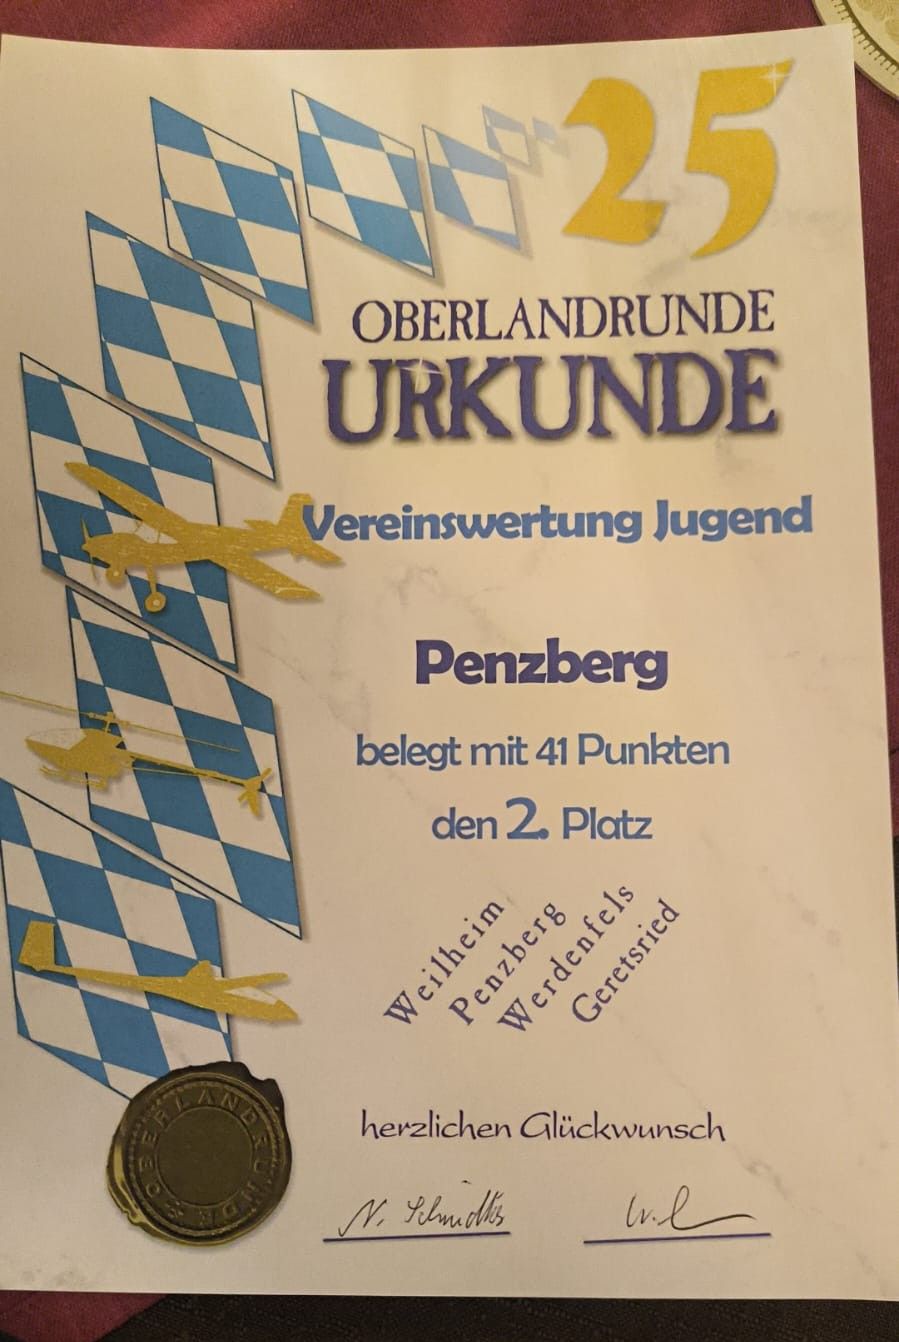 25
OBERLANDRUNDE
URKUNDE
Vereinswertung Jugend
Penzberg
belegt mit 41 Punkten
den 2. Platz
Weilheim
Penzberg
Werdenfels
Geretsried
herzlichen Glückwunsch
OBERLANDRUNDE